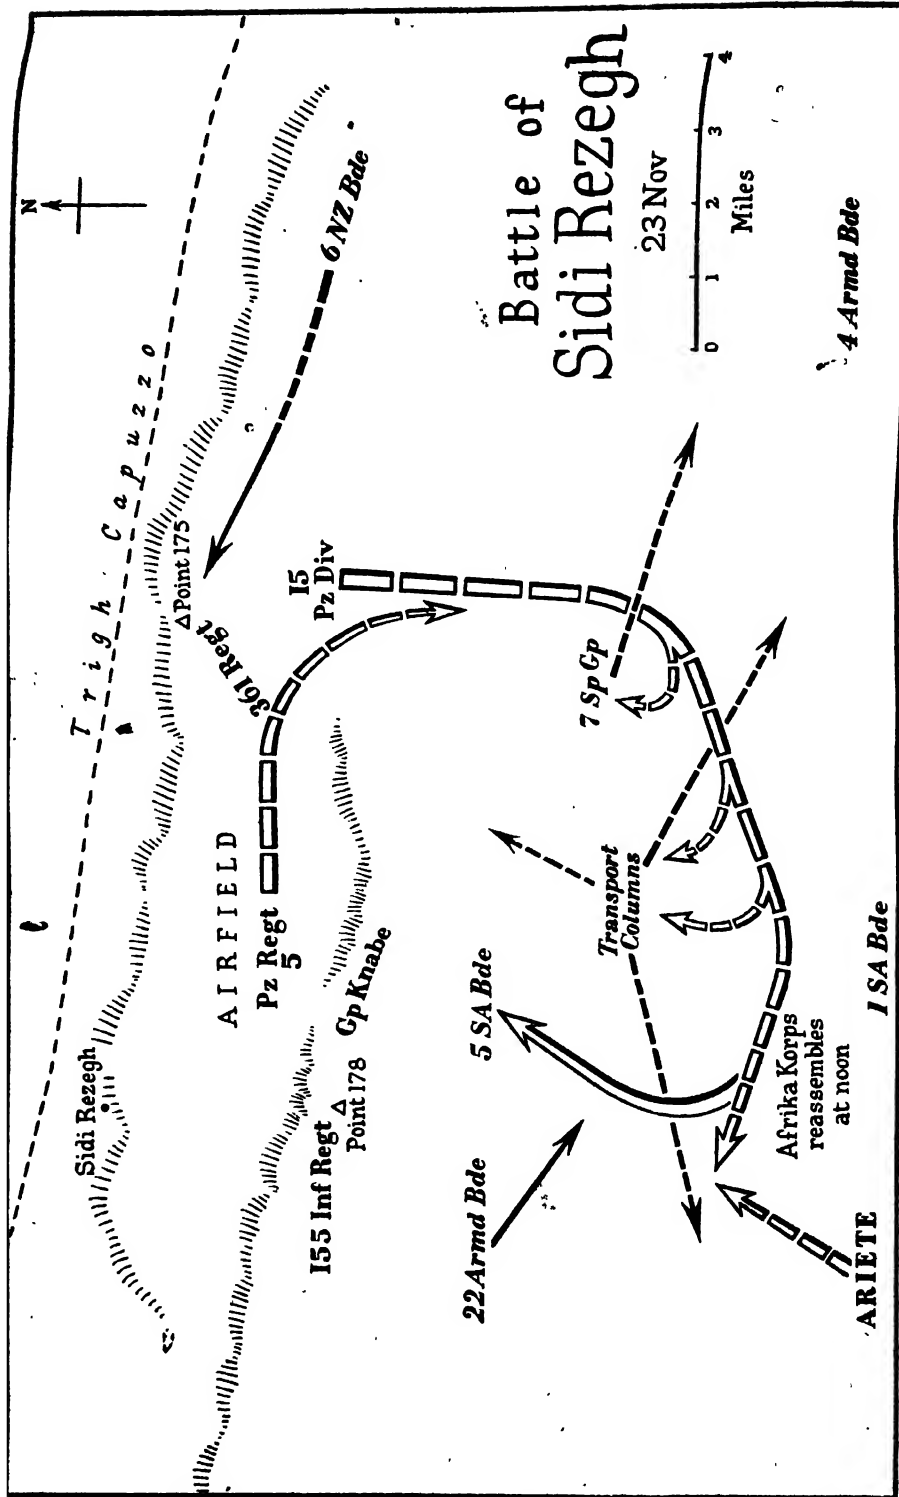 N
Trigh Capuzzo
Sidi Rezegh
Point 175
361 Regt
6 NZ Bde
AIRFIELD
Pz Regt
5
15
Pz Div
155 Inf Regt
Point 178
Gp Knabe
Battle of
Sidi Rezegh
23 Nov
0 1 2 3 4
Miles
22 Armd Bde
5 SA Bde
Transport
Columns
7 Sp Gp
4 Armd Bde
Afrika Korps
reassembles
at noon
ARIETE
1 SA Bde